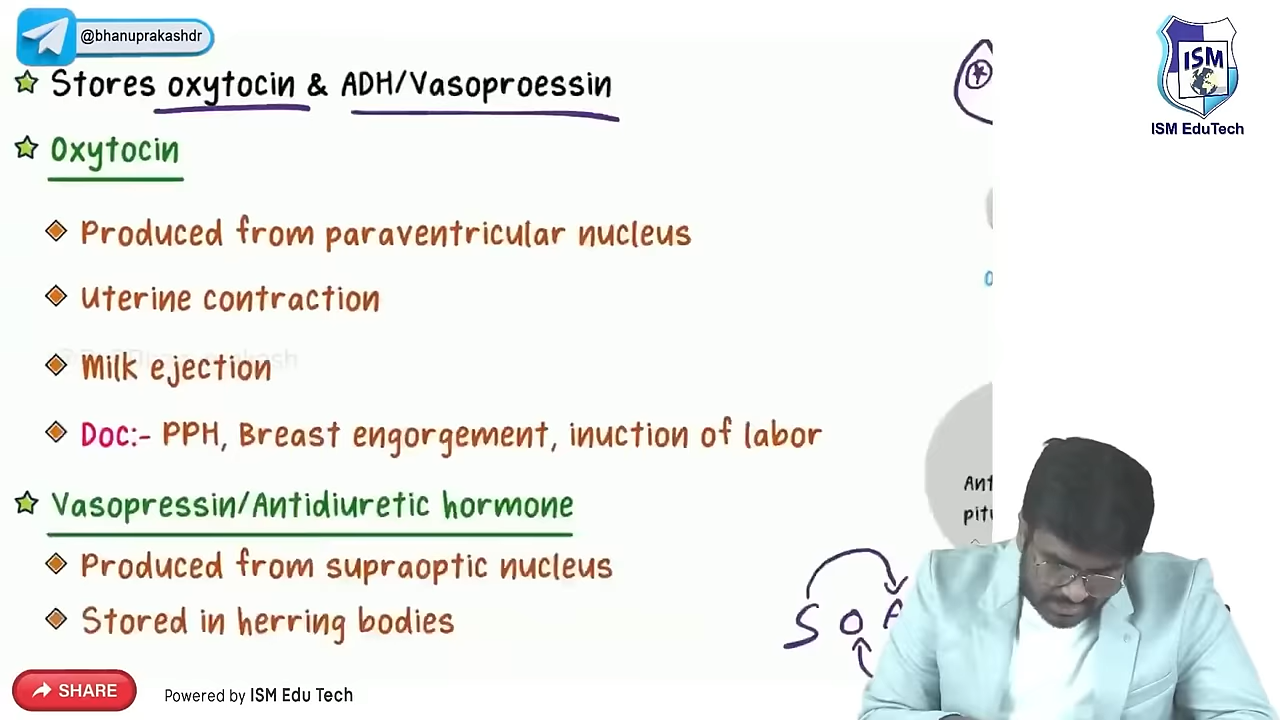 @bhanuprakashdr
Stores oxytocin & ADH/Vasoproessin
ISM
ISM EduTech
Oxytocin
Produced from paraventricular nucleus
Uterine contraction
Milk ejection
Doc:- PPH, Breast engorgement, inuction of labor
Vasopressin/Antidiuretic hormone
Ant
pitu
Produced from supraoptic nucleus
Stored in herring bodies
S O A
SHARE
Powered by ISM Edu Tech